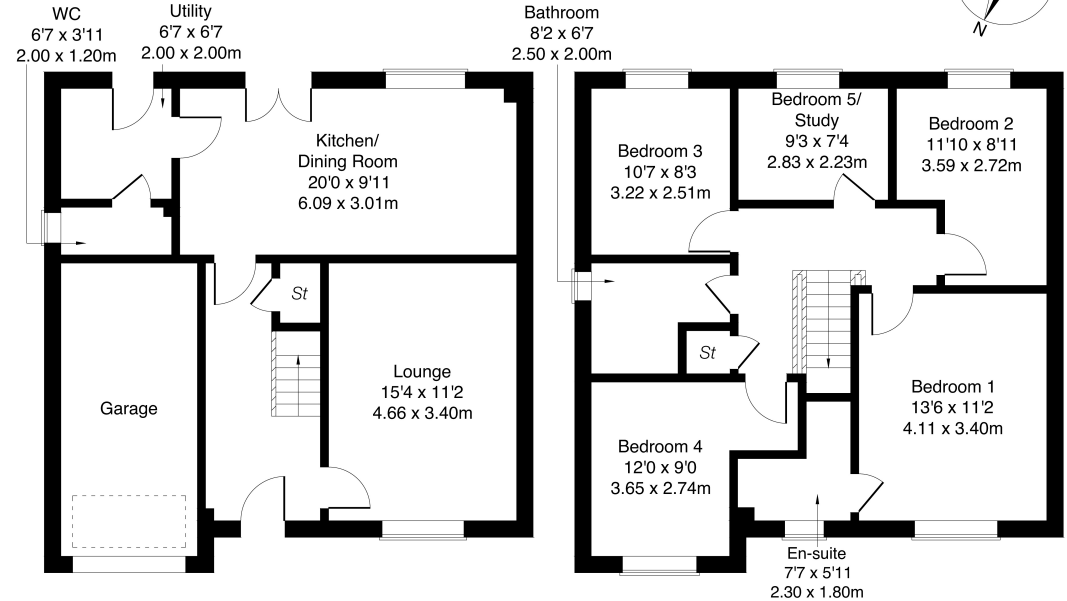 WC
6'7 x 3'11
2.00 x 1.20m
Utility
6'7 x 6'7
2.00 x 2.00m
Kitchen/
Dining Room
20'0 x 9'11
6.09 x 3.01m
St
Lounge
15'4 x 11'2
4.66 x 3.40m
Garage
Bathroom
8'2 x 6'7
2.50 x 2.00m
N
Bedroom 3
10'7 x 8'3
3.22 x 2.51m
Bedroom 5/
Study
9'3 x 7'4
2.83 x 2.23m
Bedroom 2
11'10 x 8'11
3.59 x 2.72m
St
Bedroom 1
13'6 x 11'2
4.11 x 3.40m
Bedroom 4
12'0 x 9'0
3.65 x 2.74m
En-suite
7'7 x 5'11
2.30 x 1.80m